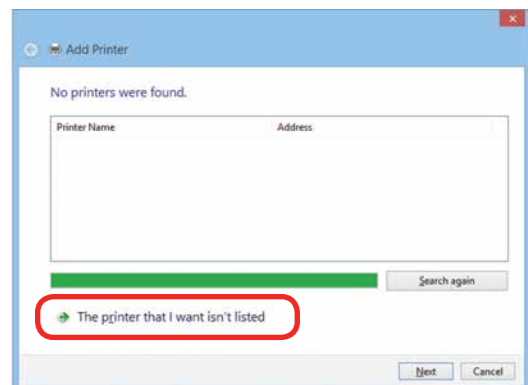 Add Printer
No printers were found.
Printer Name Address
Search again
The printer that I want isn't listed
Next Cancel